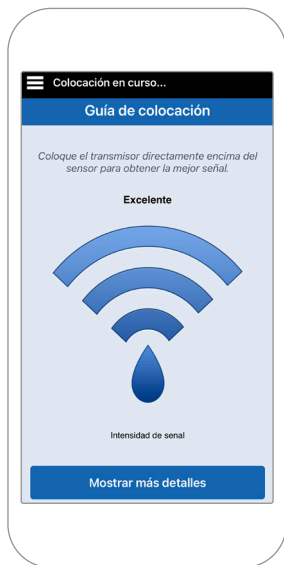 Colocación en curso...
Guía de colocación
Coloque el transmisor directamente encima del
sensor para obtener la mejor señal.
Excelente
Intensidad de senal
Mostrar más detalles